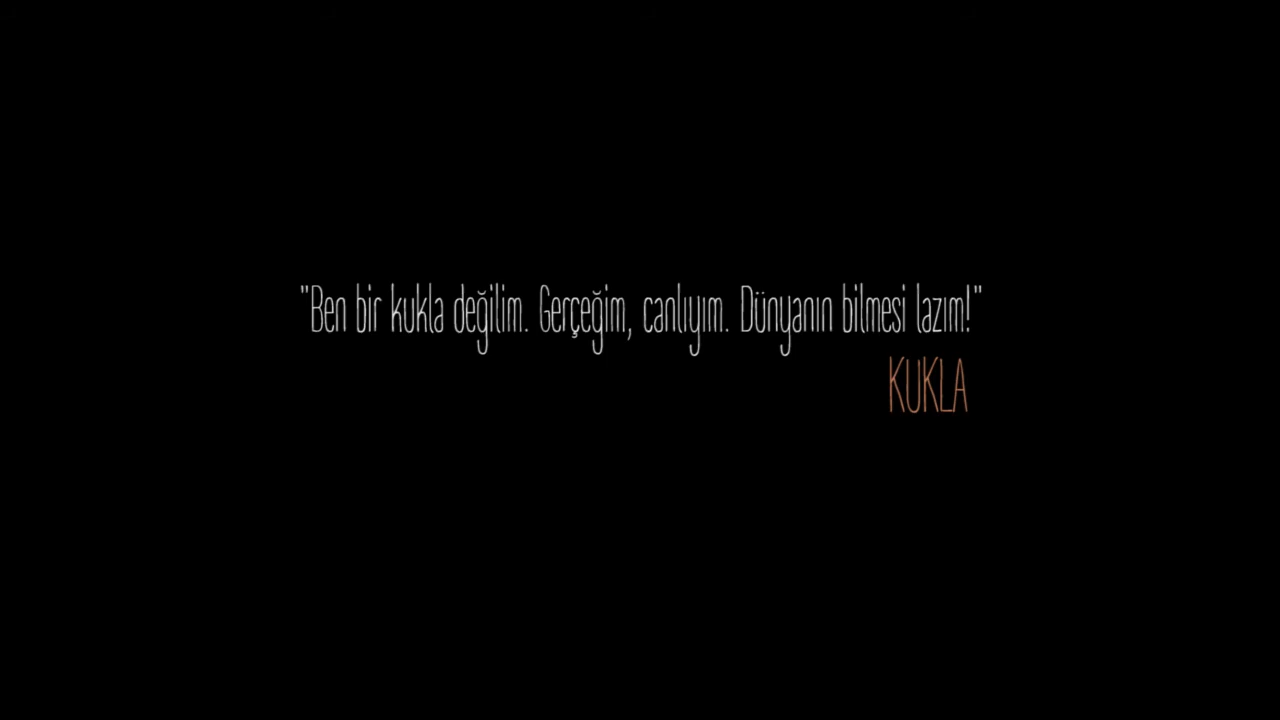 "Ben bir kukla değilim. Gerçeğim, canlıyım. Dünyanın bilmesi lazım!"
KUKLA